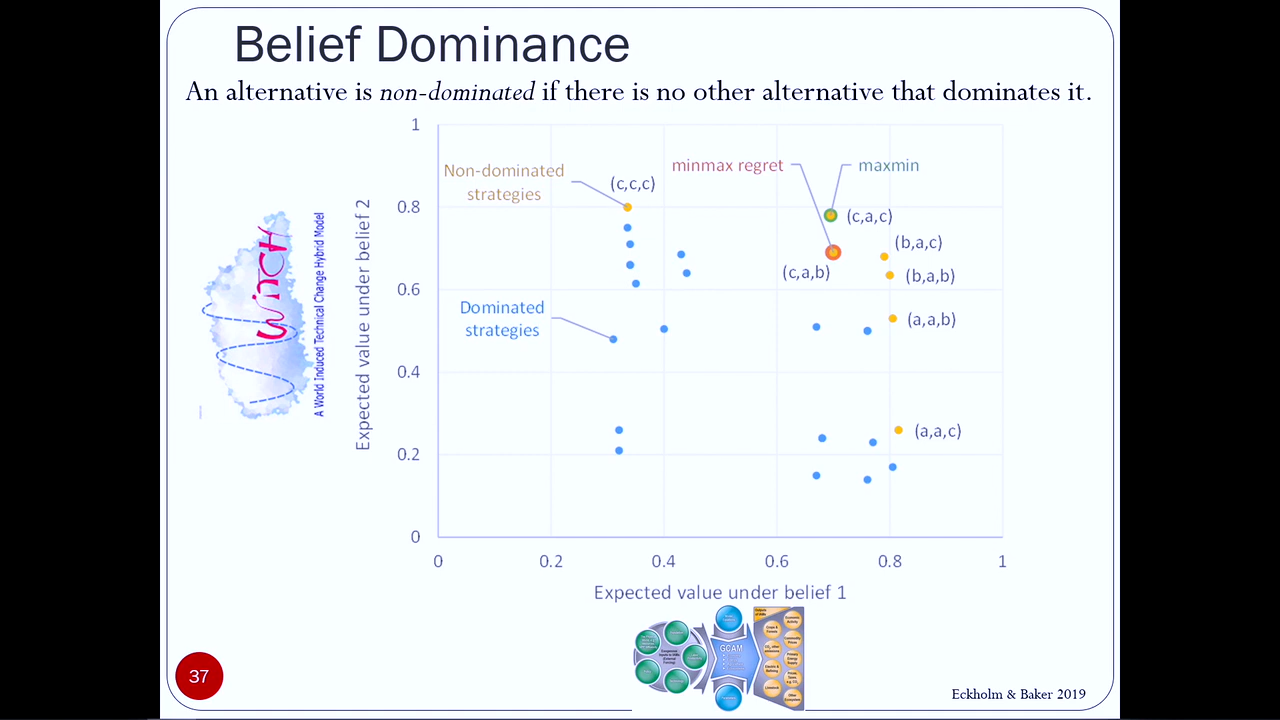 Belief Dominance
An alternative is non-dominated if there is no other alternative that dominates it.
1
0.8
0.6
0.4
0.2
0
0
0.2
0.4
0.6
0.8
1
Expected value under belief 2
Expected value under belief 1
Non-dominated
strategies
(c,c,c)
minmax regret
maxmin
(c,a,c)
(b,a,c)
(c,a,b)
(b,a,b)
(a,a,b)
Dominated
strategies
(a,a,c)
WITCH
A World Induced Technical Change Hybrid Model
GCAM
37
Eckholm & Baker 2019